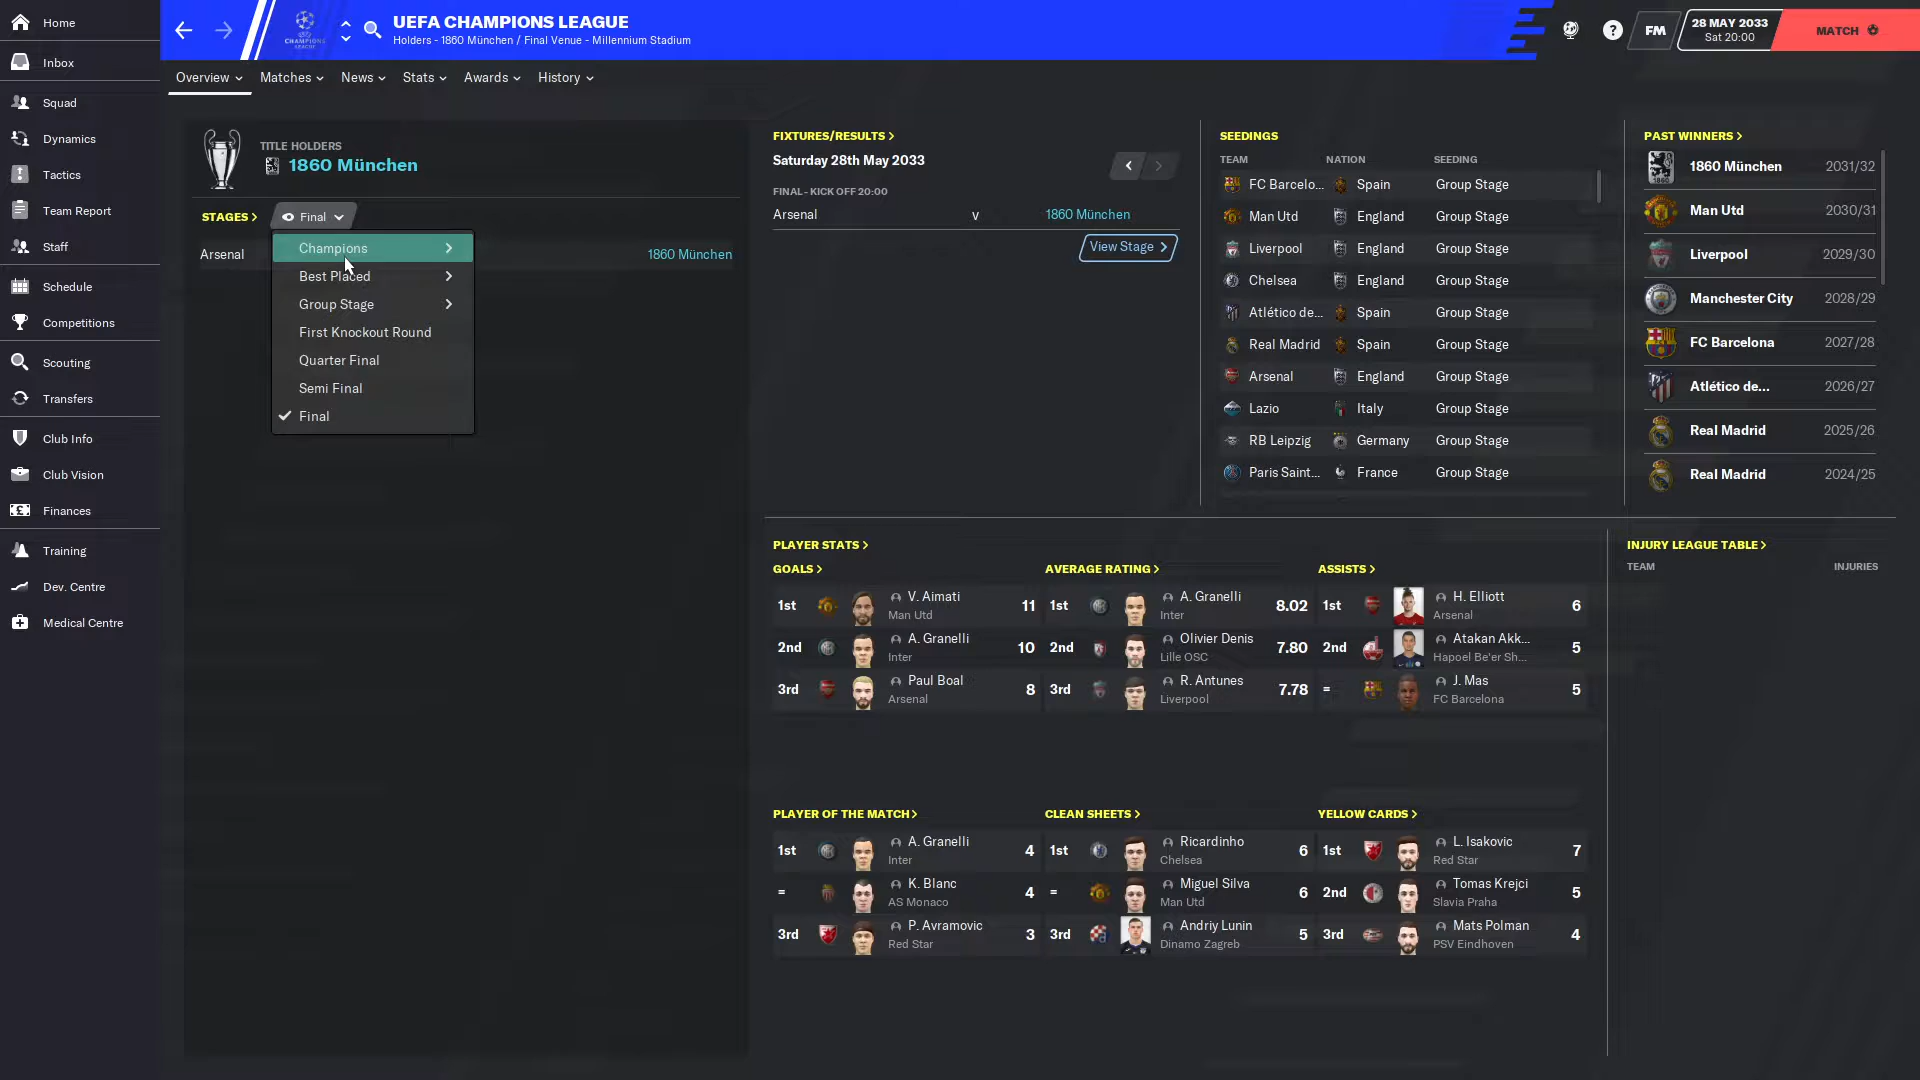 Home
Inbox
Squad
Dynamics
Tactics
Team Report
Staff
Schedule
Competitions
Scouting
Transfers
Club Info
Club Vision
Finances
Training
Dev. Centre
Medical Centre
UEFA CHAMPIONS LEAGUE
Holders - 1860 München / Final Venue - Millennium Stadium
FM
28 MAY 2033
Sat 20:00
MATCH
Overview
Matches
News
Stats
Awards
History
TITLE HOLDERS
1860 München
STAGES
Final
Arsenal
1860 München
Champions
Best Placed
Group Stage
First Knockout Round
Quarter Final
Semi Final
Final
FIXTURES/RESULTS
Saturday 28th May 2033
FINAL - KICK OFF 20:00
Arsenal v 1860 München
View Stage
SEEDINGS
TEAM NATION SEEDING
FC Barcelo... Spain Group Stage
Man Utd England Group Stage
Liverpool England Group Stage
Chelsea England Group Stage
Atlético de... Spain Group Stage
Real Madrid Spain Group Stage
Arsenal England Group Stage
Lazio Italy Group Stage
RB Leipzig Germany Group Stage
Paris Saint... France Group Stage
PAST WINNERS
1860 München 2031/32
Man Utd 2030/31
Liverpool 2029/30
Manchester City 2028/29
FC Barcelona 2027/28
Atlético de... 2026/27
Real Madrid 2025/26
Real Madrid 2024/25
PLAYER STATS
GOALS
1st V. Aimati 11
Man Utd
2nd A. Granelli 10
Inter
3rd Paul Boal 8
Arsenal
AVERAGE RATING
1st A. Granelli 8.02
Inter
2nd Olivier Denis 7.80
Lille OSC
3rd R. Antunes 7.78
Liverpool
ASSISTS
1st H. Elliott 6
Arsenal
2nd Atakan Akk... 5
Hapoel Be'er Sh...
= J. Mas 5
FC Barcelona
PLAYER OF THE MATCH
1st A. Granelli 4
Inter
= K. Blanc 4
AS Monaco
3rd P. Avramovic 3
Red Star
CLEAN SHEETS
1st Ricardinho 6
Chelsea
= Miguel Silva 6
Man Utd
3rd Andriy Lunin 5
Dinamo Zagreb
YELLOW CARDS
1st L. Isakovic 7
Red Star
2nd Tomas Krejci 5
Slavia Praha
3rd Mats Polman 4
PSV Eindhoven
INJURY LEAGUE TABLE
TEAM INJURIES